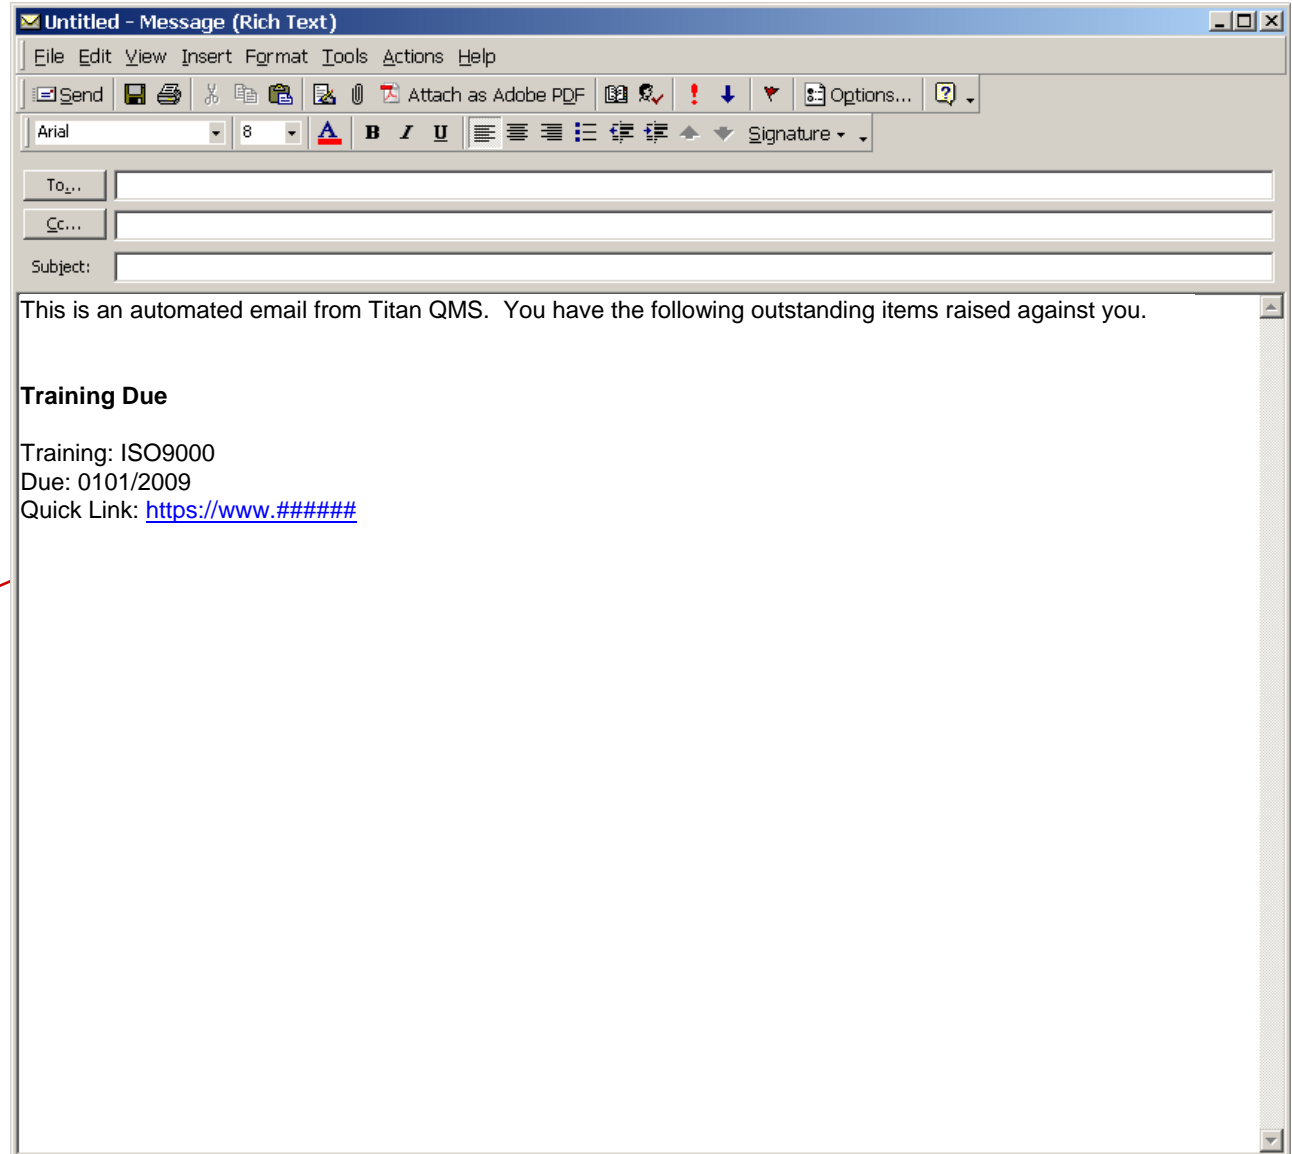 Untitled - Message (Rich Text)
File Edit View Insert Format Tools Actions Help
Send Attach as Adobe PDF Options...
Arial 8 A B I U Signature
To...
Cc...
Subject:
This is an automated email from Titan QMS.  You have the following outstanding items raised against you.
Training Due
Training: ISO9000
Due: 0101/2009
Quick Link: https://www.######